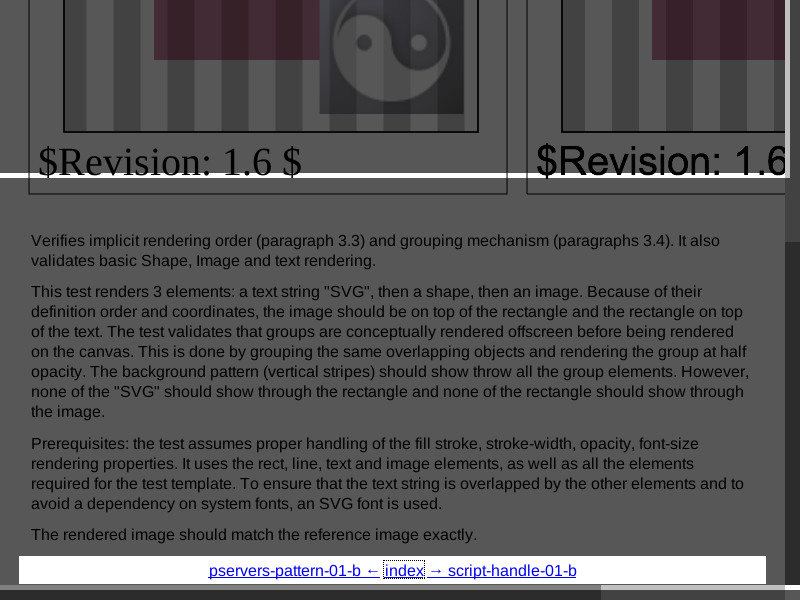 $Revision: 1.6 $
$Revision: 1.6
Verifies implicit rendering order (paragraph 3.3) and grouping mechanism (paragraphs 3.4). It also
validates basic Shape, Image and text rendering.
This test renders 3 elements: a text string "SVG", then a shape, then an image. Because of their
definition order and coordinates, the image should be on top of the rectangle and the rectangle on top
of the text. The test validates that groups are conceptually rendered offscreen before being rendered
on the canvas. This is done by grouping the same overlapping objects and rendering the group at half
opacity. The background pattern (vertical stripes) should show throw all the group elements. However,
none of the "SVG" should show through the rectangle and none of the rectangle should show through
the image.
Prerequisites: the test assumes proper handling of the fill stroke, stroke-width, opacity, font-size
rendering properties. It uses the rect, line, text and image elements, as well as all the elements
required for the test template. To ensure that the text string is overlapped by the other elements and to
avoid a dependency on system fonts, an SVG font is used.
The rendered image should match the reference image exactly.
pservers-pattern-01-b ← index → script-handle-01-b